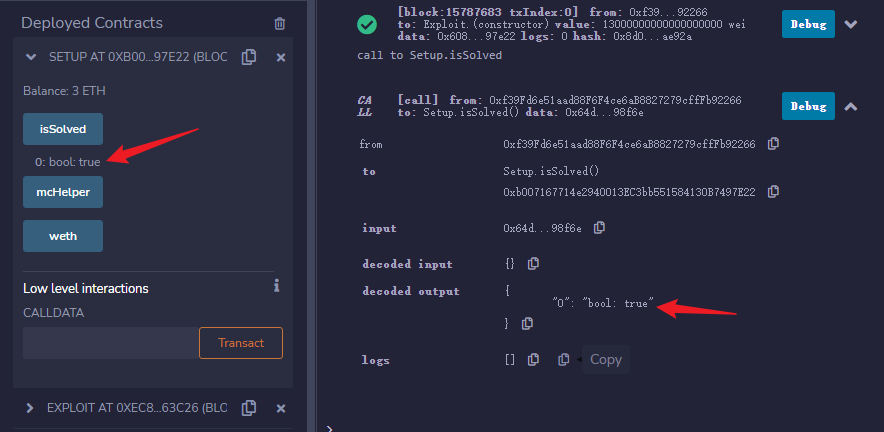 Deployed Contracts
SETUP AT 0XB00...97E22 (BLOC
Balance: 3 ETH
isSolved
0: bool: true
mcHelper
weth
Low level interactions
i
CALLDATA
Transact
EXPLOIT AT 0XEC8...63C26 (BLO
[block:15787683 txIndex:0] from: 0xf39...92266
to: Exploit.(constructor) value: 13000000000000000000 wei
data: 0x608...97e22 logs: 0 hash: 0x8d0...ae92a
Debug
call to Setup.isSolved
CALL
[call] from: 0xf39Fd6e51aad88F6F4ce6aB8827279cffFb92266
to: Setup.isSolved() data: 0x64d...98f6e
Debug
from 0xf39Fd6e51aad88F6F4ce6aB8827279cffFb92266
to Setup.isSolved()
0xb007167714e2940013EC3bb551584130B7497E22
input 0x64d...98f6e
decoded input {}
decoded output {
"0": "bool: true"
}
logs []
Copy
>